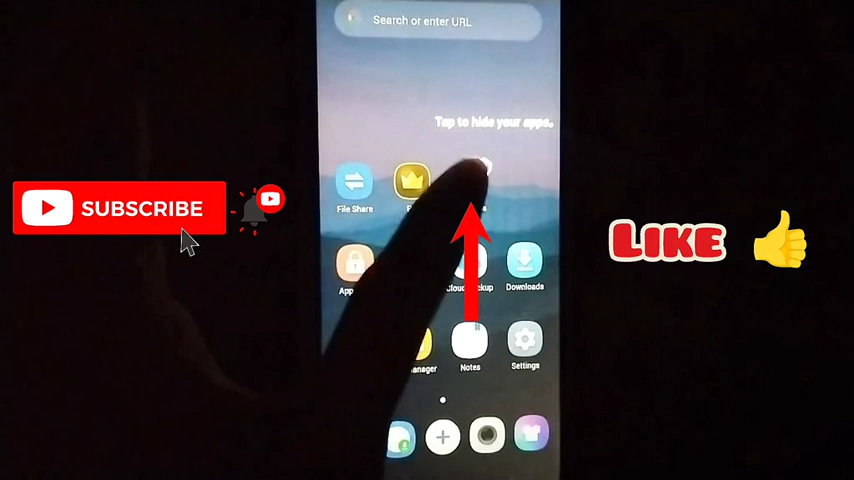 Search or enter URL
Tap to hide your apps.
File Share
SUBSCRIBE
LIKE
Downloads
Notes
Settings